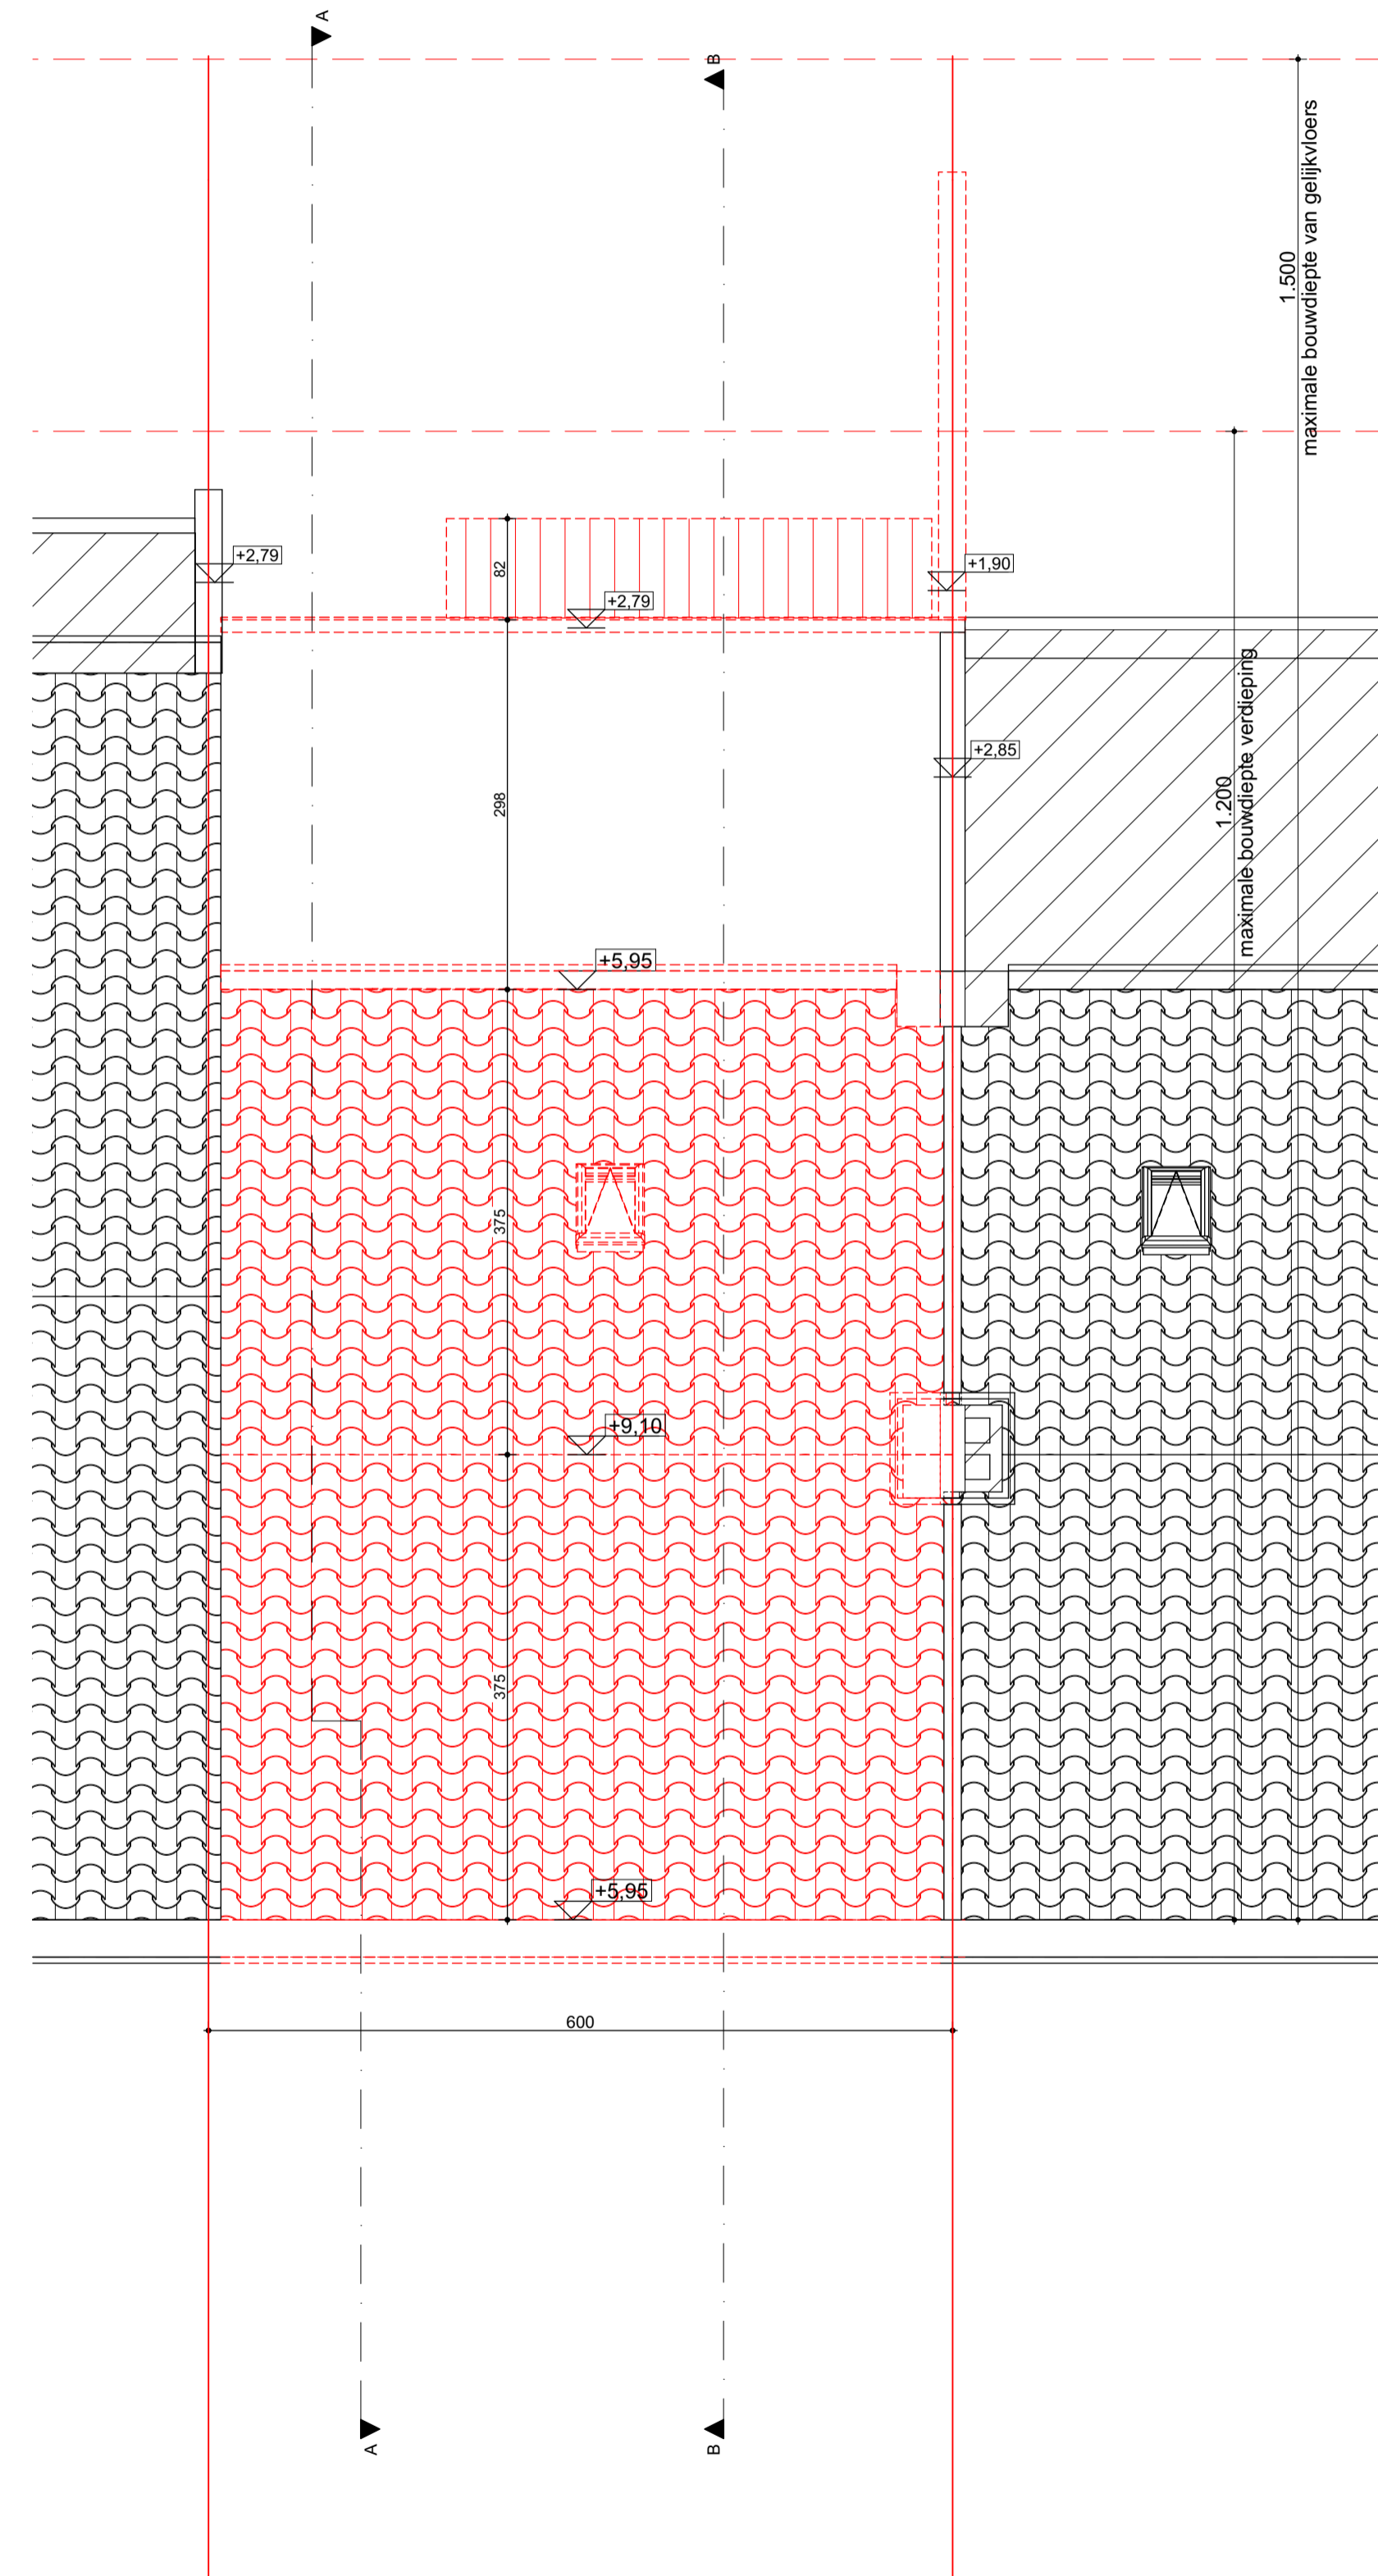 A
B
1.500
maximale bouwdiepte van gelijkvloers
+2,79
82
+1,90
+2,79
+2,85
298
1.200
maximale bouwdiepte verdieping
+5,95
375
+9,10
375
+5,95
600
A
B